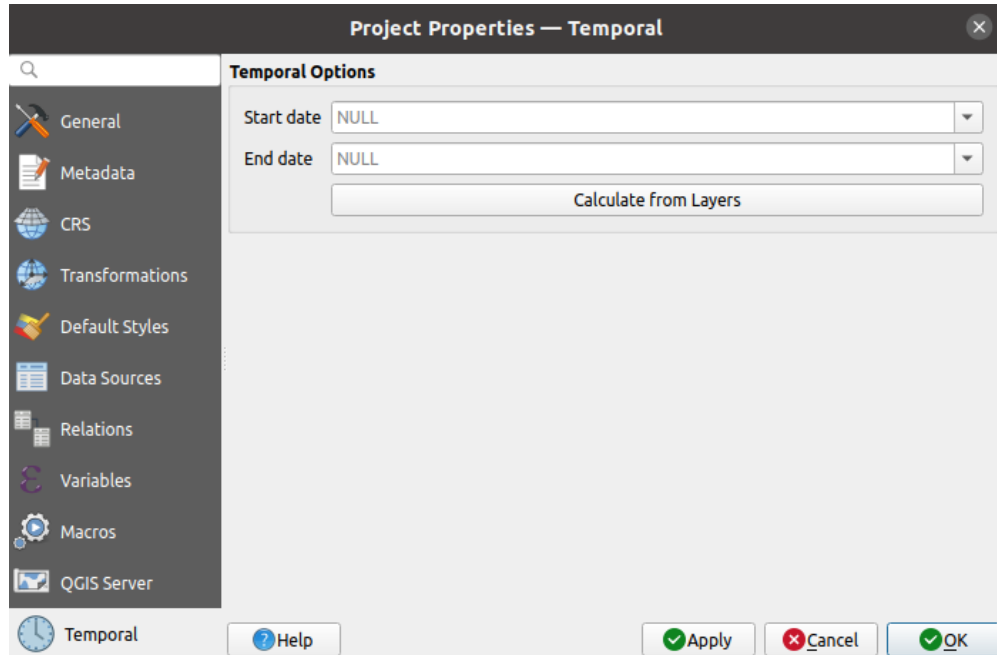 Project Properties — Temporal
General
Metadata
CRS
Transformations
Default Styles
Data Sources
Relations
Variables
Macros
QGIS Server
Temporal
Temporal Options
Start date NULL
End date NULL
Calculate from Layers
Help
Apply
Cancel
OK